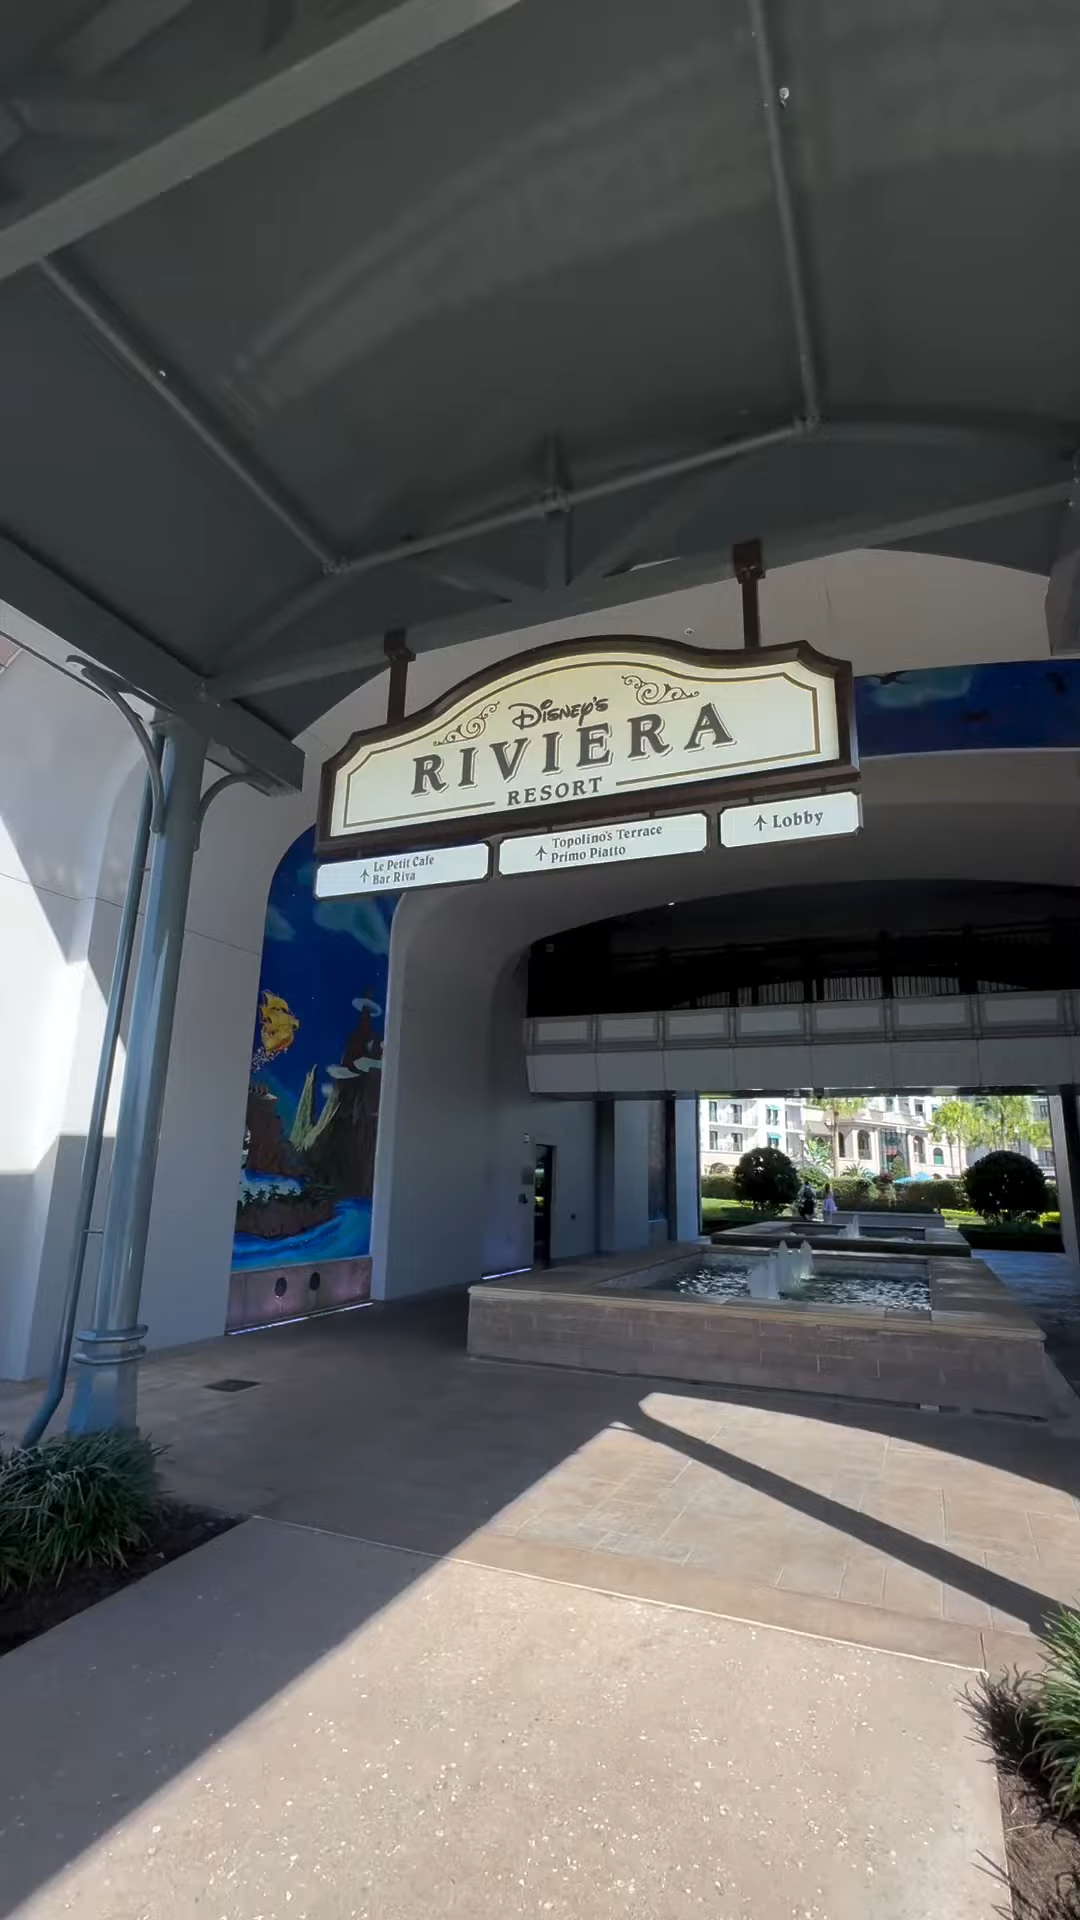 Disney's
RIVIERA
RESORT
Le Petit Cafe
Bar Riva
Topolino's Terrace
Primo Piatto
Lobby